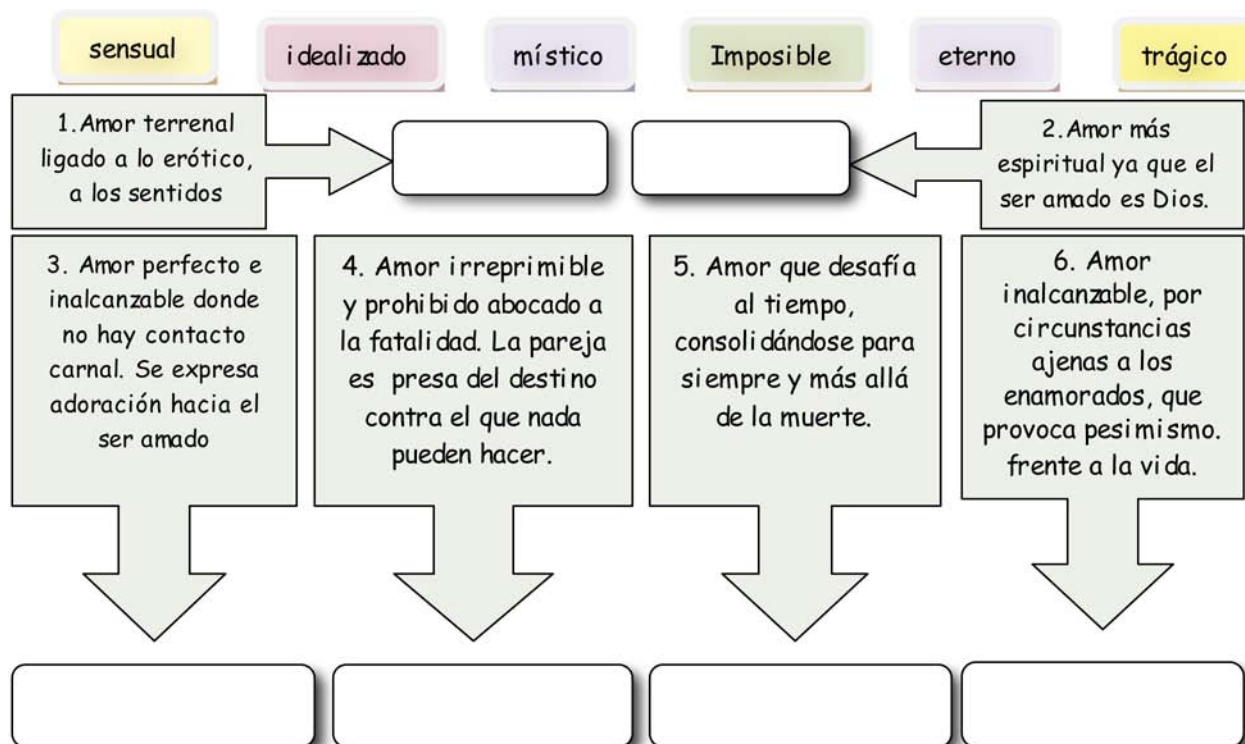 sensual
idealizado
místico
Imposible
eterno
trágico
1.Amor terrenal
ligado a lo erótico,
a los sentidos
2.Amor más
espiritual ya que el
ser amado es Dios.
3. Amor perfecto e
inalcanzable donde
no hay contacto
carnal. Se expresa
adoración hacia el
ser amado
4. Amor irreprimible
y prohibido abocado a
la fatalidad. La pareja
es presa del destino
contra el que nada
pueden hacer.
5. Amor que desafía
al tiempo,
consolidándose para
siempre y más allá
de la muerte.
6. Amor
inalcanzable, por
circunstancias
ajenas a los
enamorados, que
provoca pesimismo.
frente a la vida.